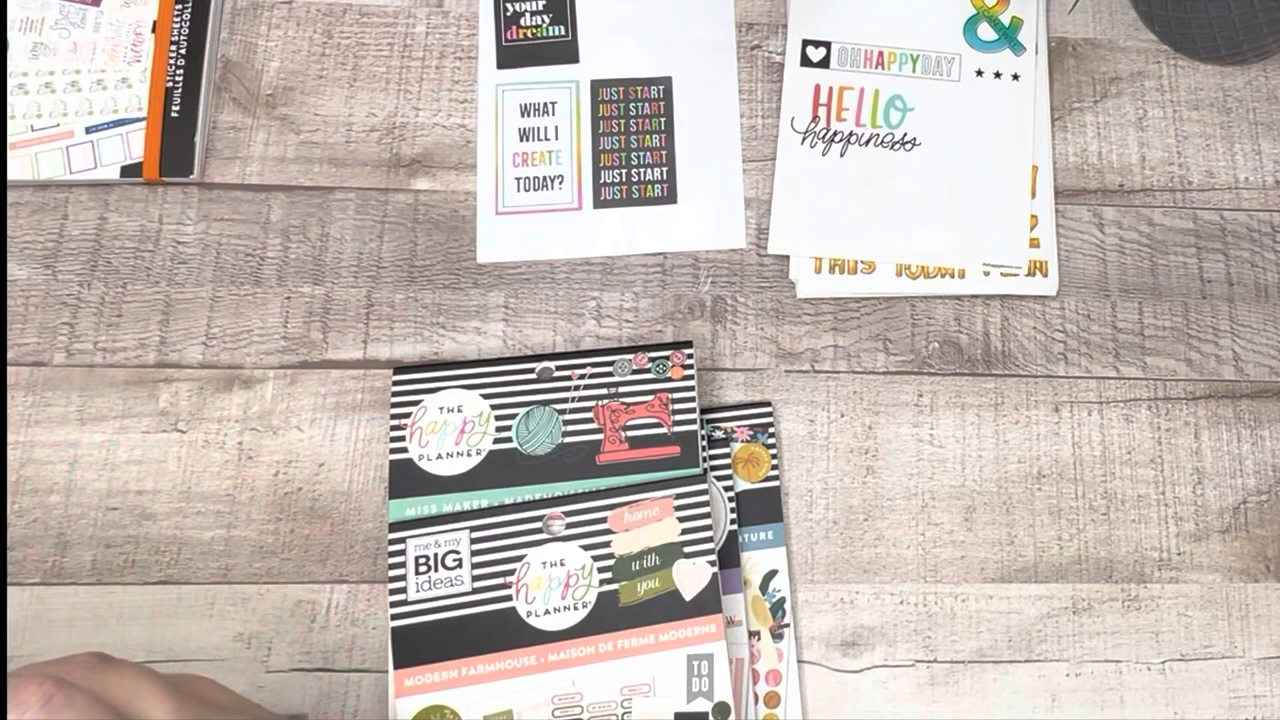 STICKER SHEETS
your
day
dream
WHAT
WILL I
CREATE
TODAY?
JUST START
JUST START
JUST START
JUST START
JUST START
JUST START
JUST START
&
OHHAPPYDAY
HELLO
happiness
THIS TODAY
THE
happy
PLANNER
MISS MAKER •
me & my
BIG
ideas
THE
happy
PLANNER
home
with
you
MODERN FARMHOUSE • MAISON DE FERME MODERNE
TO
DO